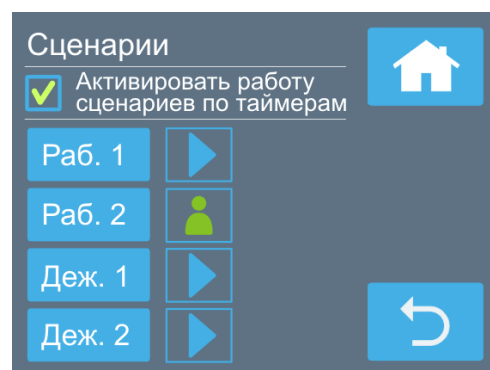 Сценарии
Активировать работу
сценариев по таймерам
Раб. 1
Раб. 2
Деж. 1
Деж. 2